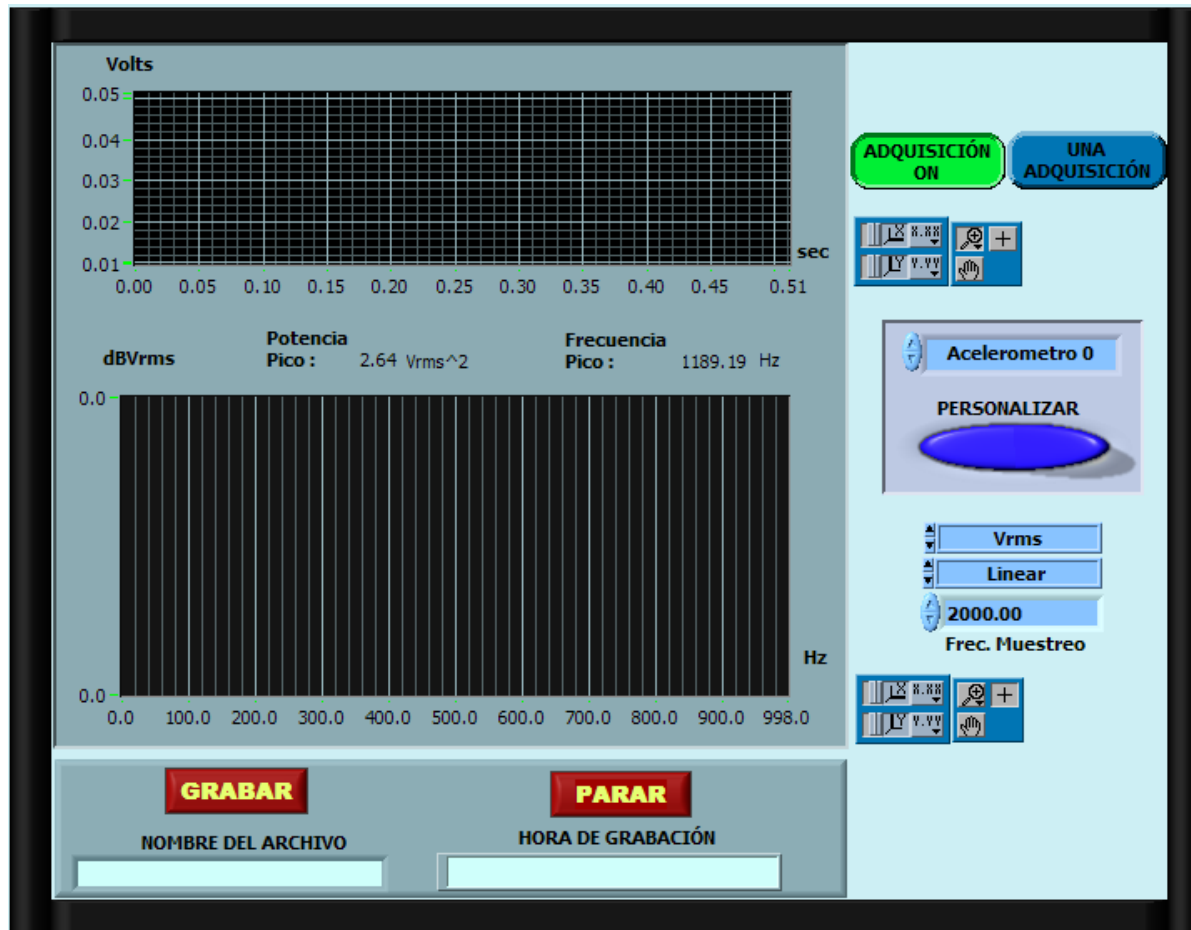 Volts
0.05
0.04
0.03
0.02
0.01
sec
0.00 0.05 0.10 0.15 0.20 0.25 0.30 0.35 0.40 0.45 0.51
dBVrms
Potencia
Pico : 2.64 Vrms^2
Frecuencia
Pico : 1189.19 Hz
0.0
0.0
Hz
0.0 100.0 200.0 300.0 400.0 500.0 600.0 700.0 800.0 900.0 998.0
ADQUISICIÓN
ON
UNA
ADQUISICIÓN
X X.XX
Y Y.YY
Acelerometro 0
PERSONALIZAR
Vrms
Linear
2000.00
Frec. Muestreo
X X.XX
Y Y.YY
GRABAR
PARAR
NOMBRE DEL ARCHIVO
HORA DE GRABACIÓN